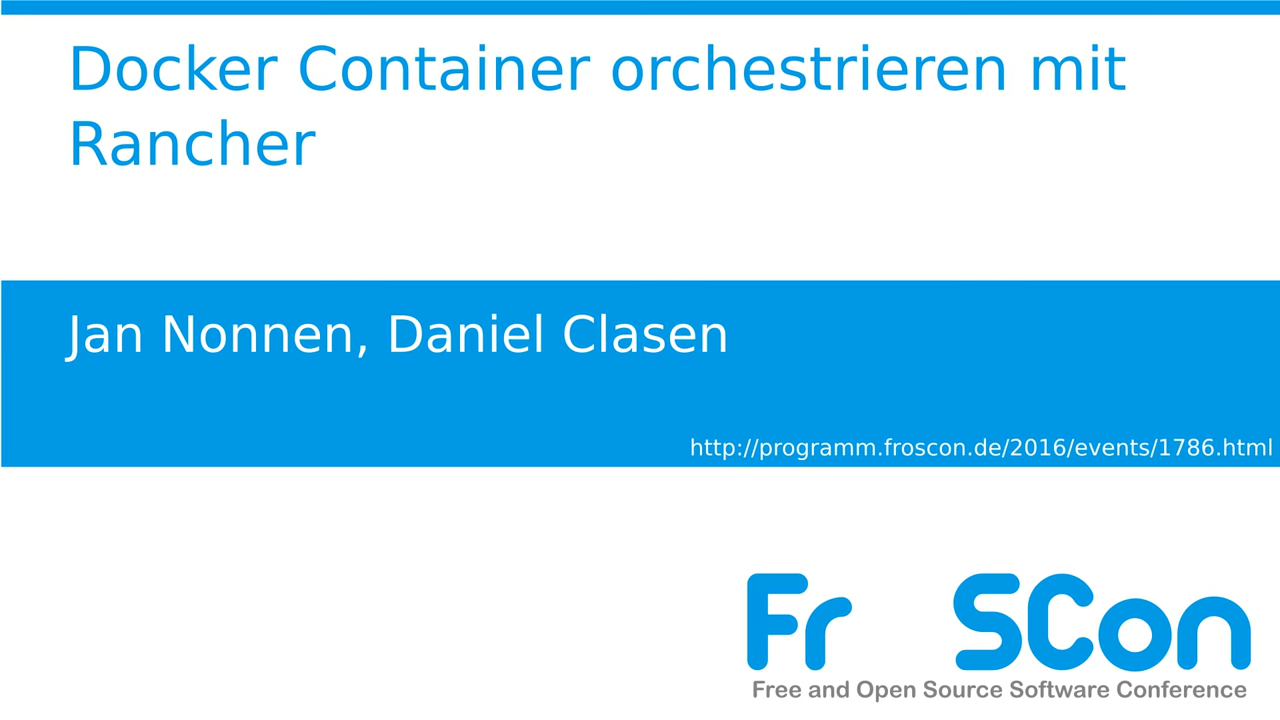 Docker Container orchestrieren mit
Rancher
Jan Nonnen, Daniel Clasen
http://programm.froscon.de/2016/events/1786.html
Fr SCon
Free and Open Source Software Conference